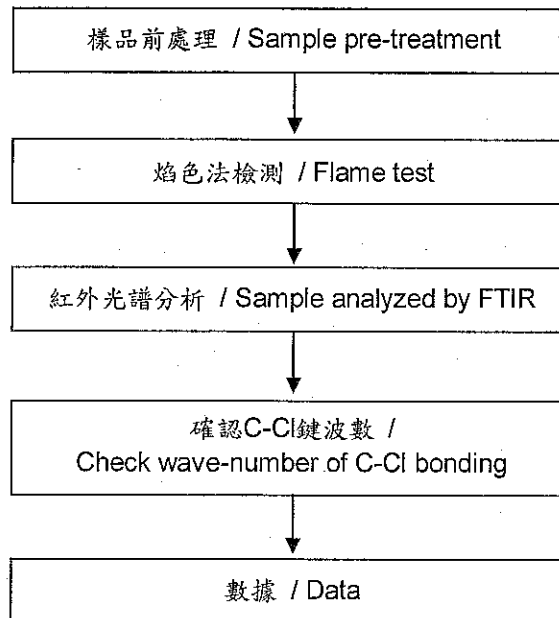 樣品前處理 / Sample pre-treatment
焰色法檢測 / Flame test
紅外光譜分析 / Sample analyzed by FTIR
確認C-Cl鍵波數 /
Check wave-number of C-Cl bonding
數據 / Data